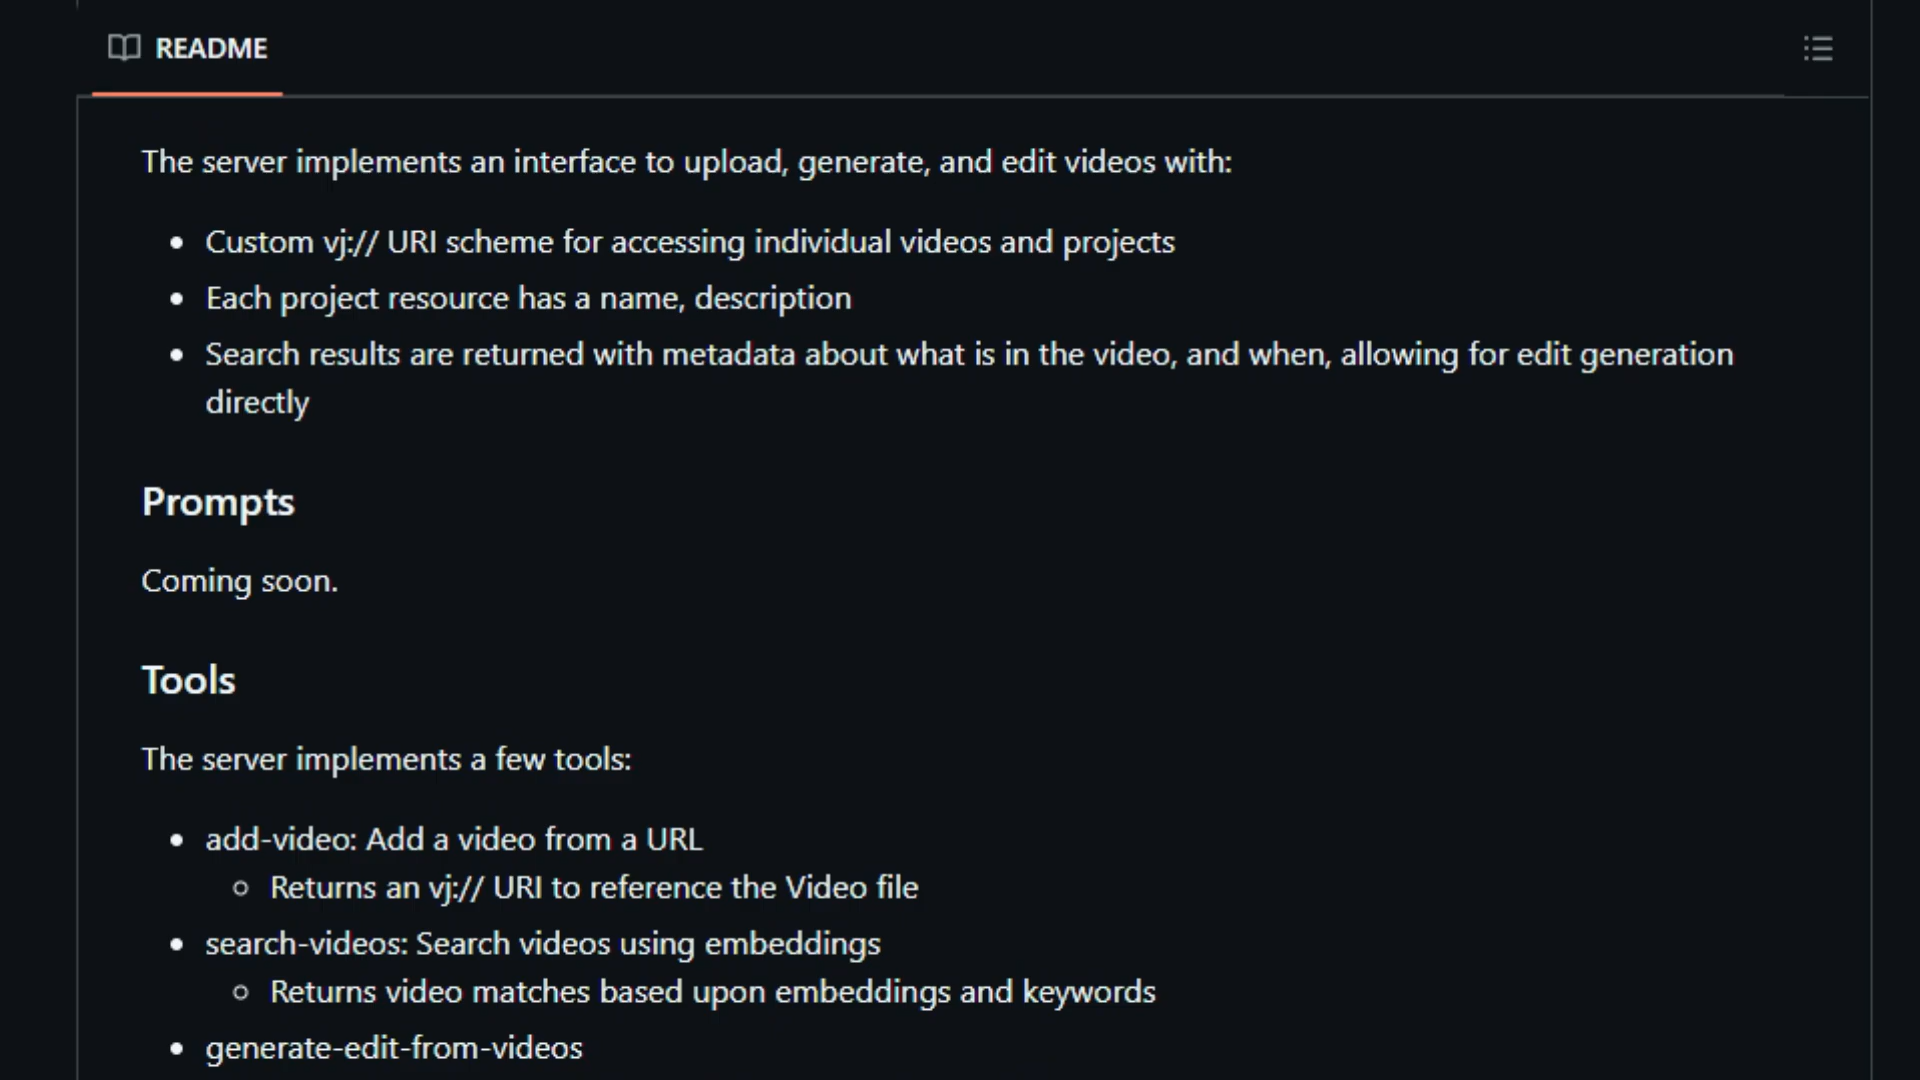 README
The server implements an interface to upload, generate, and edit videos with:
• Custom vj:// URI scheme for accessing individual videos and projects
• Each project resource has a name, description
• Search results are returned with metadata about what is in the video, and when, allowing for edit generation
directly
Prompts
Coming soon.
Tools
The server implements a few tools:
• add-video: Add a video from a URL
○ Returns an vj:// URI to reference the Video file
• search-videos: Search videos using embeddings
○ Returns video matches based upon embeddings and keywords
• generate-edit-from-videos